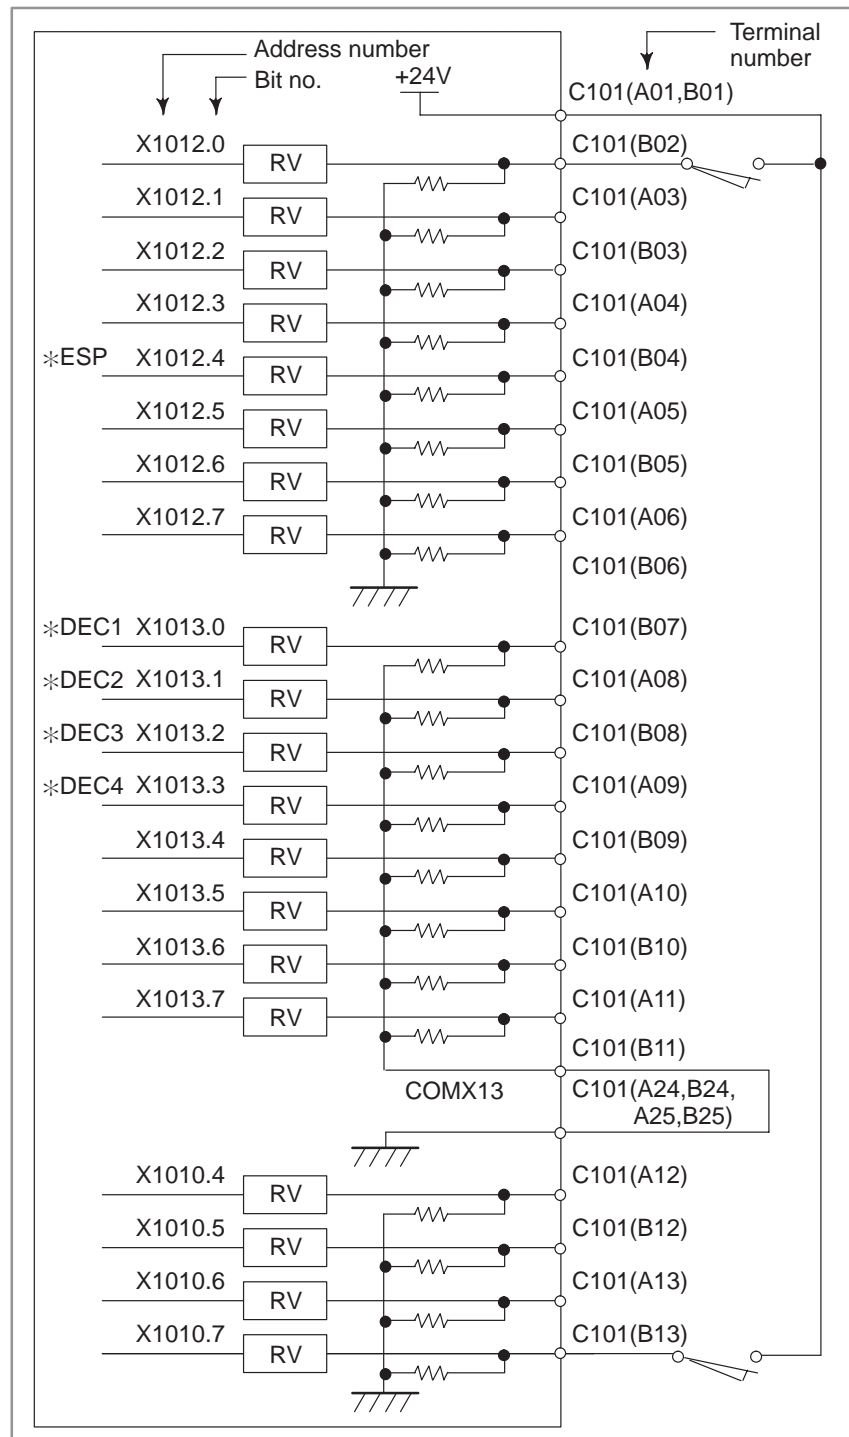 Address number
Terminal number
Bit no.
+24V
C101(A01,B01)
X1012.0 RV C101(B02)
X1012.1 RV C101(A03)
X1012.2 RV C101(B03)
X1012.3 RV C101(A04)
*ESP X1012.4 RV C101(B04)
X1012.5 RV C101(A05)
X1012.6 RV C101(B05)
X1012.7 RV C101(A06)
C101(B06)
*DEC1 X1013.0 RV C101(B07)
*DEC2 X1013.1 RV C101(A08)
*DEC3 X1013.2 RV C101(B08)
*DEC4 X1013.3 RV C101(A09)
X1013.4 RV C101(B09)
X1013.5 RV C101(A10)
X1013.6 RV C101(B10)
X1013.7 RV C101(A11)
C101(B11)
COMX13 C101(A24,B24,
A25,B25)
X1010.4 RV C101(A12)
X1010.5 RV C101(B12)
X1010.6 RV C101(A13)
X1010.7 RV C101(B13)